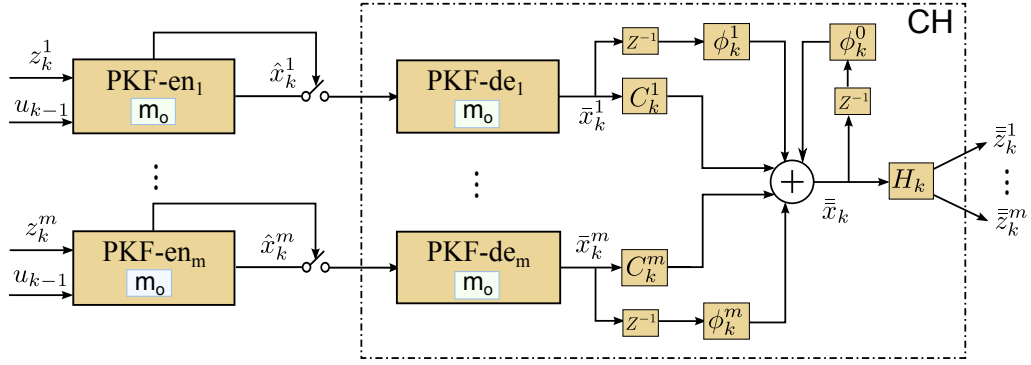 CH
z_k^1
u_{k-1}
PKF-en_1
m_o
x̂_k^1
PKF-de_1
m_o
x̄_k^1
Z^{-1}
ϕ_k^1
C_k^1
ϕ_k^0
Z^{-1}
+
x̿_k
H_k
z̿_k^1
⋮
z̿_k^m
⋮
⋮
z_k^m
u_{k-1}
PKF-en_m
m_o
x̂_k^m
PKF-de_m
m_o
x̄_k^m
C_k^m
Z^{-1}
ϕ_k^m